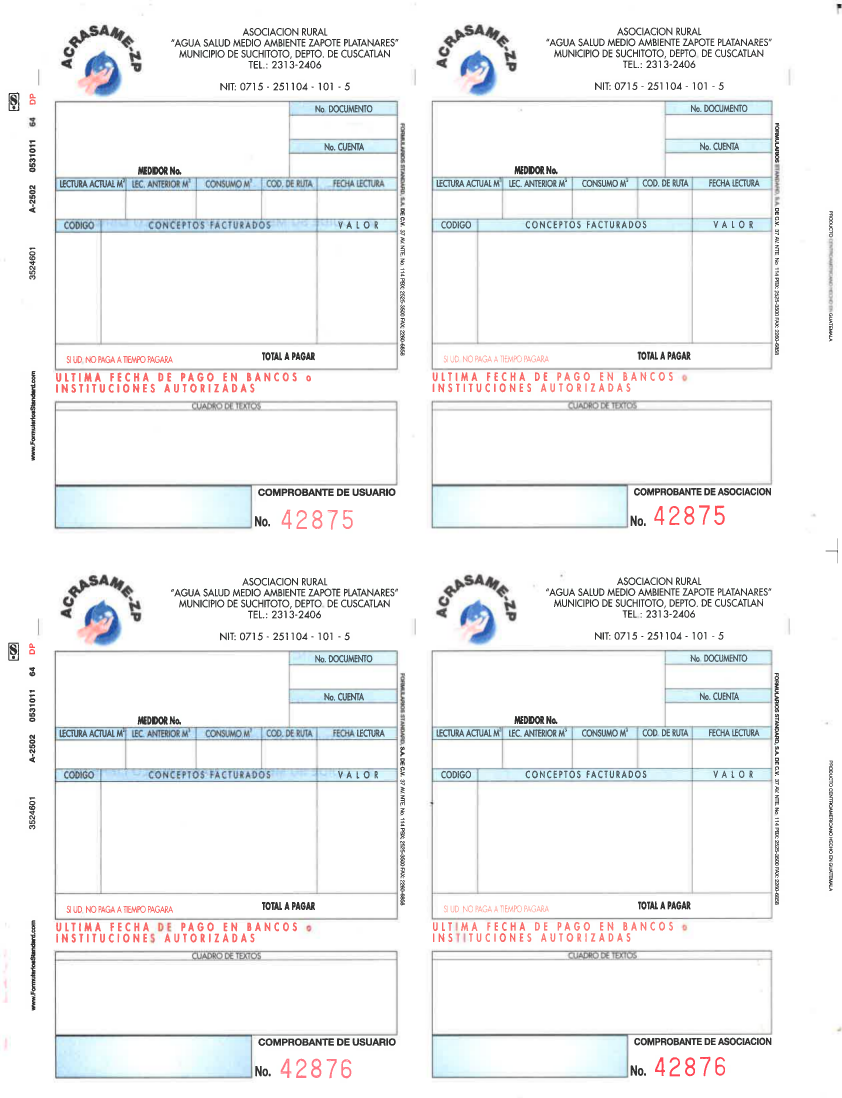 ACRASAME-ZP
ASOCIACION RURAL
"AGUA SALUD MEDIO AMBIENTE ZAPOTE PLATANARES"
MUNICIPIO DE SUCHITOTO, DEPTO. DE CUSCATLAN
TEL.: 2313-2406
NIT: 0715 - 251104 - 101 - 5
No. DOCUMENTO
No. CUENTA
MEDIDOR No.
LECTURA ACTUAL M³ LEC. ANTERIOR M³ CONSUMO M³ COD. DE RUTA FECHA LECTURA
CODIGO CONCEPTOS FACTURADOS VALOR
SI UD. NO PAGA A TIEMPO PAGARA TOTAL A PAGAR
ULTIMA FECHA DE PAGO EN BANCOS o
INSTITUCIONES AUTORIZADAS
CUADRO DE TEXTOS
COMPROBANTE DE USUARIO
No. 42875
FORMULARIOS STANDARD, S.A. DE C.V. 37 AV. NTE. No. 114 PBX: 2525-3500 FAX: 2260-6858
DP
A-2502 0531011 64
3524601
www.FormulariosStandard.com
ACRASAME-ZP
ASOCIACION RURAL
"AGUA SALUD MEDIO AMBIENTE ZAPOTE PLATANARES"
MUNICIPIO DE SUCHITOTO, DEPTO. DE CUSCATLAN
TEL.: 2313-2406
NIT: 0715 - 251104 - 101 - 5
No. DOCUMENTO
No. CUENTA
MEDIDOR No.
LECTURA ACTUAL M³ LEC. ANTERIOR M³ CONSUMO M³ COD. DE RUTA FECHA LECTURA
CODIGO CONCEPTOS FACTURADOS VALOR
SI UD. NO PAGA A TIEMPO PAGARA TOTAL A PAGAR
ULTIMA FECHA DE PAGO EN BANCOS o
INSTITUCIONES AUTORIZADAS
CUADRO DE TEXTOS
COMPROBANTE DE ASOCIACION
No. 42875
FORMULARIOS STANDARD, S.A. DE C.V. 37 AV. NTE. No. 114 PBX: 2525-3500 FAX: 2260-6858
PRODUCTO CENTROAMERICANO HECHO EN GUATEMALA
ACRASAME-ZP
ASOCIACION RURAL
"AGUA SALUD MEDIO AMBIENTE ZAPOTE PLATANARES"
MUNICIPIO DE SUCHITOTO, DEPTO. DE CUSCATLAN
TEL.: 2313-2406
NIT: 0715 - 251104 - 101 - 5
No. DOCUMENTO
No. CUENTA
MEDIDOR No.
LECTURA ACTUAL M³ LEC. ANTERIOR M³ CONSUMO M³ COD. DE RUTA FECHA LECTURA
CODIGO CONCEPTOS FACTURADOS VALOR
SI UD. NO PAGA A TIEMPO PAGARA TOTAL A PAGAR
ULTIMA FECHA DE PAGO EN BANCOS o
INSTITUCIONES AUTORIZADAS
CUADRO DE TEXTOS
COMPROBANTE DE USUARIO
No. 42876
FORMULARIOS STANDARD, S.A. DE C.V. 37 AV. NTE. No. 114 PBX: 2525-3500 FAX: 2260-6858
DP
A-2502 0531011 64
3524601
www.FormulariosStandard.com
ACRASAME-ZP
ASOCIACION RURAL
"AGUA SALUD MEDIO AMBIENTE ZAPOTE PLATANARES"
MUNICIPIO DE SUCHITOTO, DEPTO. DE CUSCATLAN
TEL.: 2313-2406
NIT: 0715 - 251104 - 101 - 5
No. DOCUMENTO
No. CUENTA
MEDIDOR No.
LECTURA ACTUAL M³ LEC. ANTERIOR M³ CONSUMO M³ COD. DE RUTA FECHA LECTURA
CODIGO CONCEPTOS FACTURADOS VALOR
SI UD. NO PAGA A TIEMPO PAGARA TOTAL A PAGAR
ULTIMA FECHA DE PAGO EN BANCOS o
INSTITUCIONES AUTORIZADAS
CUADRO DE TEXTOS
COMPROBANTE DE ASOCIACION
No. 42876
FORMULARIOS STANDARD, S.A. DE C.V. 37 AV. NTE. No. 114 PBX: 2525-3500 FAX: 2260-6858
PRODUCTO CENTROAMERICANO HECHO EN GUATEMALA